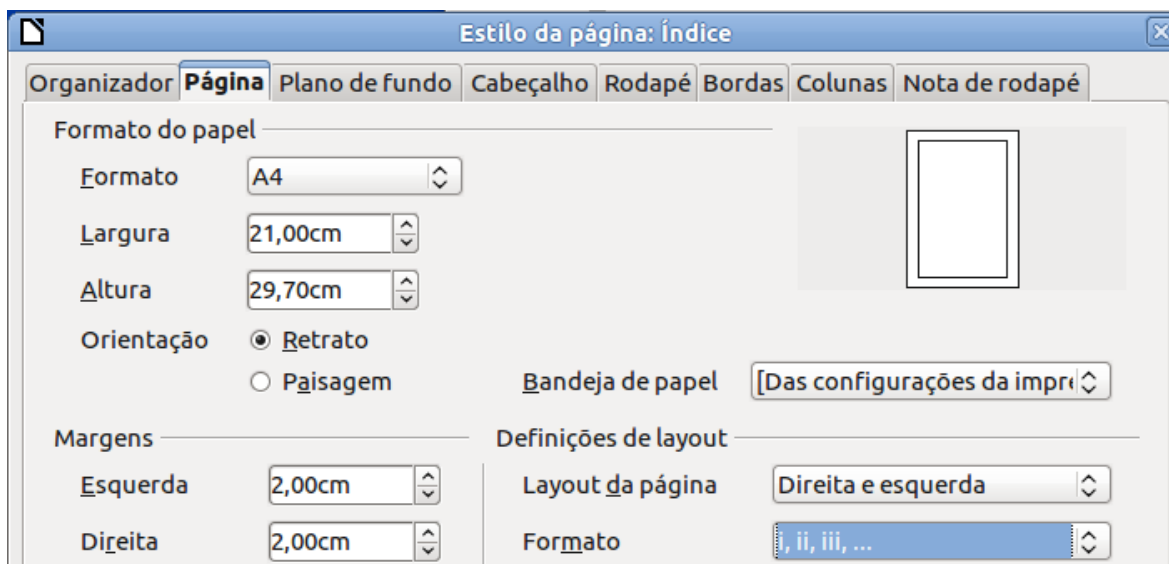 Estilo da página: Índice
Organizador Página Plano de fundo Cabeçalho Rodapé Bordas Colunas Nota de rodapé
Formato do papel
Formato A4
Largura 21,00cm
Altura 29,70cm
Orientação Retrato
Paisagem Bandeja de papel [Das configurações da impre
Margens Definições de layout
Esquerda 2,00cm Layout da página Direita e esquerda
Direita 2,00cm Formato i, ii, iii, ...